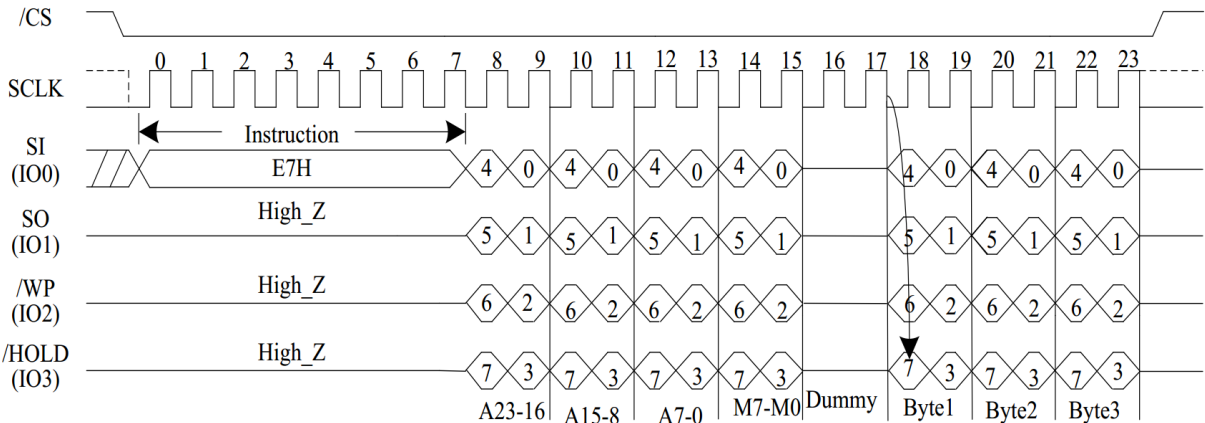 /CS
0 1 2 3 4 5 6 7 8 9 10 11 12 13 14 15 16 17 18 19 20 21 22 23
SCLK
Instruction
SI
(IO0)
E7H
4 0 4 0 4 0 4 0 4 0 4 0 4 0
High_Z
SO
(IO1)
5 1 5 1 5 1 5 1 5 1 5 1 5 1
High_Z
/WP
(IO2)
6 2 6 2 6 2 6 2 6 2 6 2 6 2
High_Z
/HOLD
(IO3)
7 3 7 3 7 3 7 3 7 3 7 3 7 3
A23-16 A15-8 A7-0 M7-M0 Dummy Byte1 Byte2 Byte3